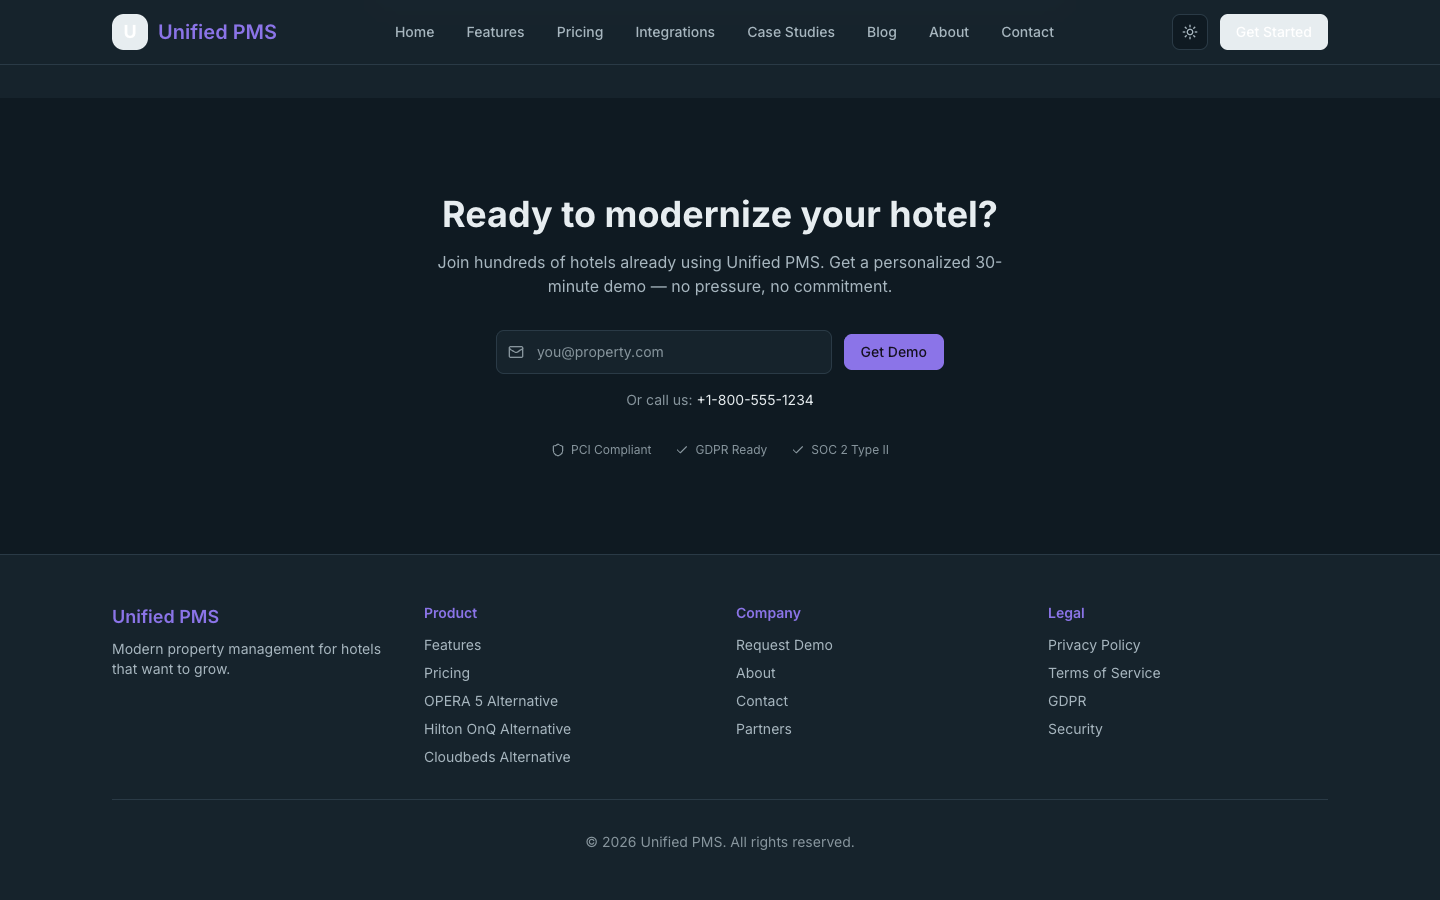 U Unified PMS
Home Features Pricing Integrations Case Studies Blog About Contact
Get Started
Ready to modernize your hotel?
Join hundreds of hotels already using Unified PMS. Get a personalized 30-
minute demo — no pressure, no commitment.
you@property.com
Get Demo
Or call us: +1-800-555-1234
PCI Compliant GDPR Ready SOC 2 Type II
Unified PMS
Modern property management for hotels
that want to grow.
Product
Features
Pricing
OPERA 5 Alternative
Hilton OnQ Alternative
Cloudbeds Alternative
Company
Request Demo
About
Contact
Partners
Legal
Privacy Policy
Terms of Service
GDPR
Security
© 2026 Unified PMS. All rights reserved.